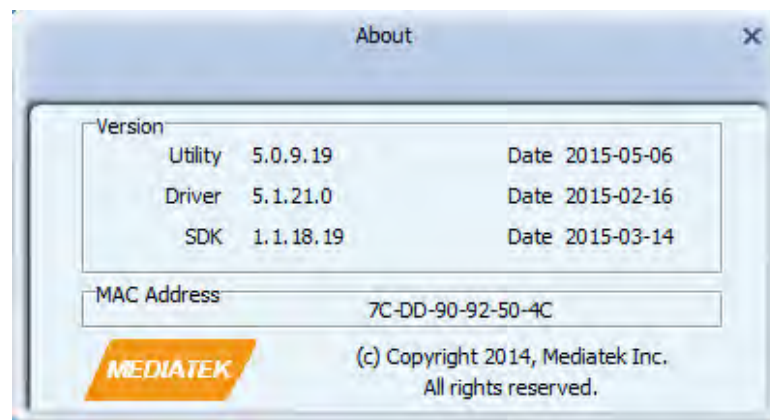 About
Version
Utility 5.0.9.19 Date 2015-05-06
Driver 5.1.21.0 Date 2015-02-16
SDK 1.1.18.19 Date 2015-03-14
MAC Address
7C-DD-90-92-50-4C
MEDIATEK
(c) Copyright 2014, Mediatek Inc.
All rights reserved.